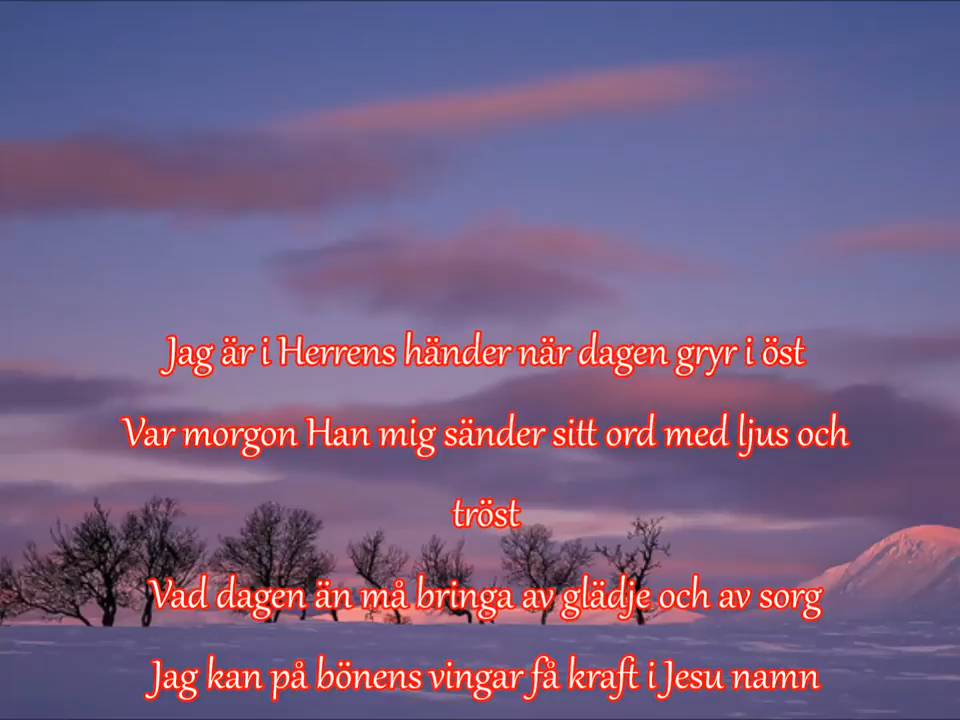 Jag är i Herrens händer när dagen gryr i öst
Var morgon Han mig sänder sitt ord med ljus och
tröst
Vad dagen än må bringa av glädje och av sorg
Jag kan på bönens vingar få kraft i Jesu namn